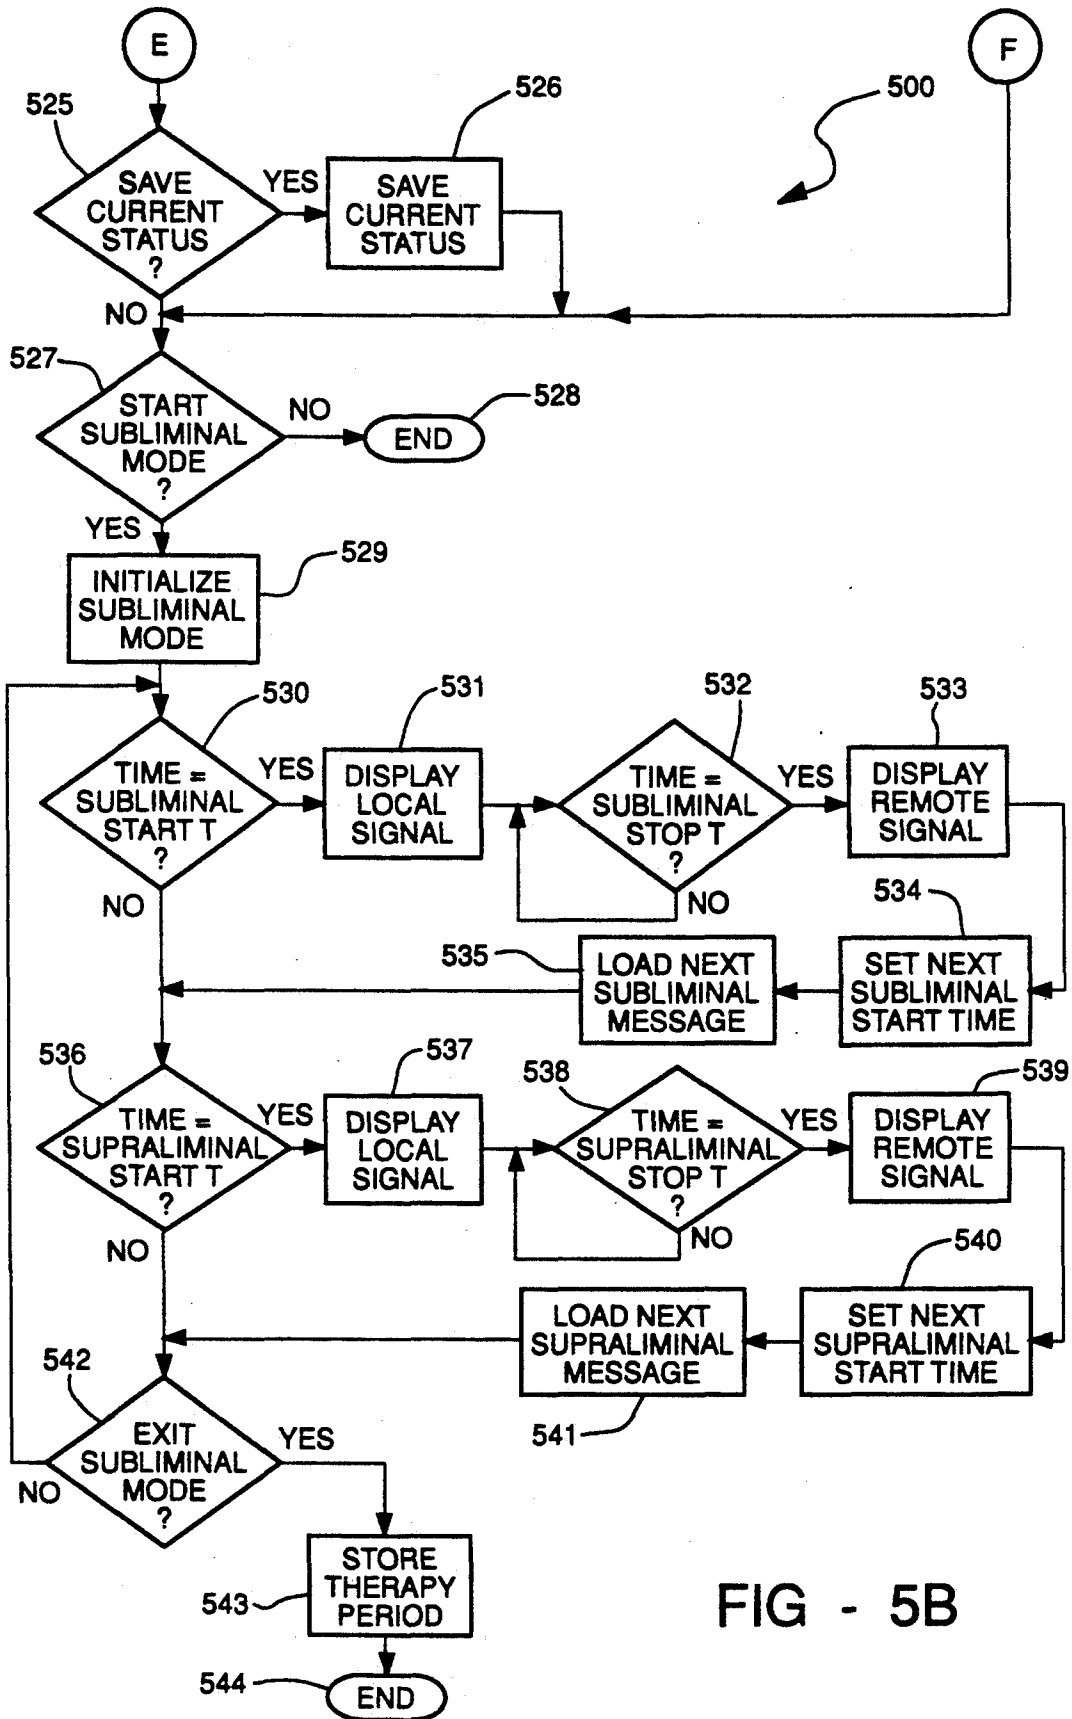 E
F
525
526
500
SAVE
CURRENT
STATUS
?
YES
SAVE
CURRENT
STATUS
NO
527
START
SUBLIMINAL
MODE
?
NO
END
528
YES
INITIALIZE
SUBLIMINAL
MODE
529
530
531
532
533
TIME =
SUBLIMINAL
START T
?
YES
DISPLAY
LOCAL
SIGNAL
TIME =
SUBLIMINAL
STOP T
?
YES
DISPLAY
REMOTE
SIGNAL
NO
NO
534
535
LOAD NEXT
SUBLIMINAL
MESSAGE
SET NEXT
SUBLIMINAL
START TIME
536
537
538
539
TIME =
SUPRALIMINAL
START T
?
YES
DISPLAY
LOCAL
SIGNAL
TIME =
SUPRALIMINAL
STOP T
?
YES
DISPLAY
REMOTE
SIGNAL
NO
NO
540
LOAD NEXT
SUPRALIMINAL
MESSAGE
SET NEXT
SUPRALIMINAL
START TIME
541
542
EXIT
SUBLIMINAL
MODE
?
YES
NO
STORE
THERAPY
PERIOD
543
544
END
FIG - 5B